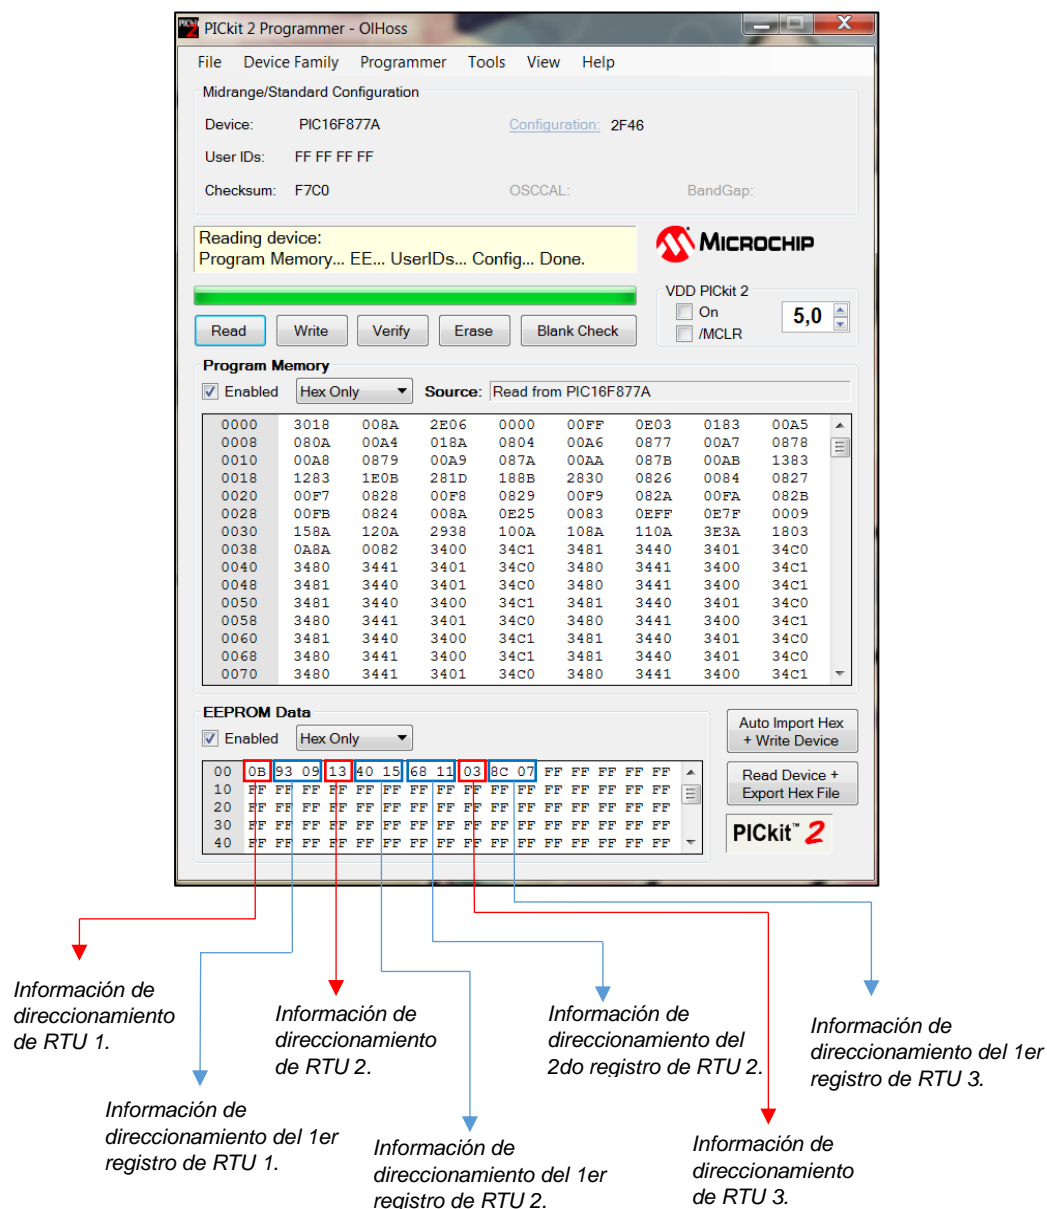 PICkit 2 Programmer - OlHoss
File Device Family Programmer Tools View Help
Midrange/Standard Configuration
Device: PIC16F877A Configuration: 2F46
User IDs: FF FF FF FF
Checksum: F7C0 OSCCAL: BandGap:
Reading device:
Program Memory... EE... UserIDs... Config... Done.
MICROCHIP
VDD PICkit 2
On
/MCLR
5,0
Read Write Verify Erase Blank Check
Program Memory
Enabled Hex Only Source: Read from PIC16F877A
0000 3018 008A 2E06 0000 00FF 0E03 0183 00A5
0008 080A 00A4 018A 0804 00A6 0877 00A7 0878
0010 00A8 0879 00A9 087A 00AA 087B 00AB 1383
0018 1283 1E0B 281D 188B 2830 0826 0084 0827
0020 00F7 0828 00F8 0829 00F9 082A 00FA 082B
0028 00FB 0824 008A 0E25 0083 0EFF 0E7F 0009
0030 158A 120A 2938 100A 108A 110A 3E3A 1803
0038 0A8A 0082 3400 34C1 3481 3440 3401 34C0
0040 3480 3441 3401 34C0 3480 3441 3400 34C1
0048 3481 3440 3401 34C0 3480 3441 3400 34C1
0050 3481 3440 3400 34C1 3481 3440 3401 34C0
0058 3480 3441 3401 34C0 3480 3441 3400 34C1
0060 3481 3440 3400 34C1 3481 3440 3401 34C0
0068 3480 3441 3400 34C1 3481 3440 3401 34C0
0070 3480 3441 3401 34C0 3480 3441 3400 34C1
EEPROM Data
Enabled Hex Only
00 0B 93 09 13 40 15 68 11 03 8C 07 FF FF FF FF FF
10 FF FF FF FF FF FF FF FF FF FF FF FF FF FF FF FF
20 FF FF FF FF FF FF FF FF FF FF FF FF FF FF FF FF
30 FF FF FF FF FF FF FF FF FF FF FF FF FF FF FF FF
40 FF FF FF FF FF FF FF FF FF FF FF FF FF FF FF FF
Auto Import Hex
+ Write Device
Read Device +
Export Hex File
PICkit™ 2
Información de
direccionamiento
de RTU 1.
Información de
direccionamiento del 1er
registro de RTU 1.
Información de
direccionamiento
de RTU 2.
Información de
direccionamiento del 1er
registro de RTU 2.
Información de
direccionamiento del
2do registro de RTU 2.
Información de
direccionamiento
de RTU 3.
Información de
direccionamiento del 1er
registro de RTU 3.